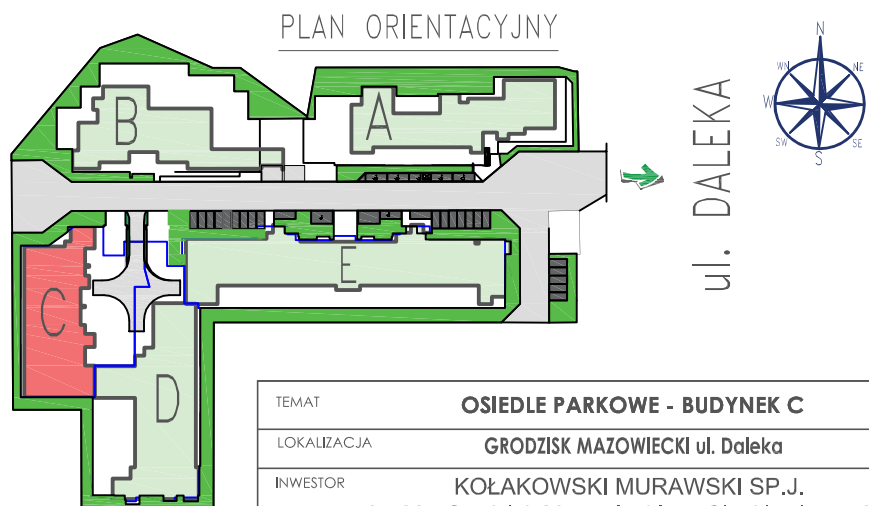 PLAN ORIENTACYJNY
N
WN NE
W E
SW SE
S
B
A
ul. DALEKA
C
E
D
TEMAT OSIEDLE PARKOWE - BUDYNEK C
LOKALIZACJA GRODZISK MAZOWIECKI ul. Daleka
INWESTOR KOŁAKOWSKI MURAWSKI SP.J.